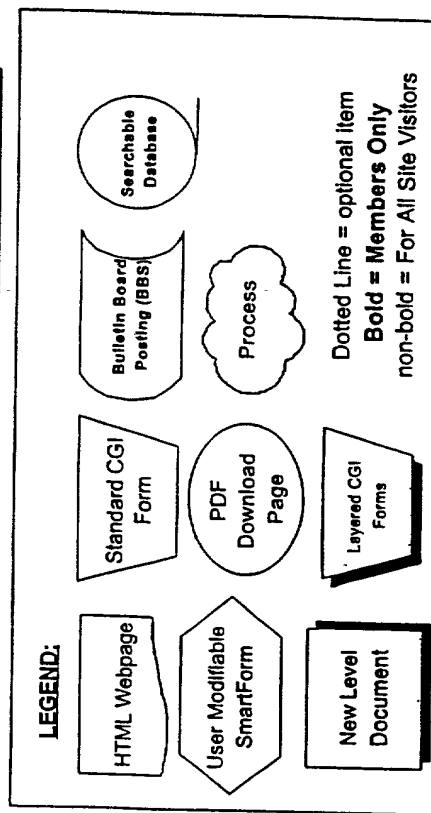 LEGEND:
HTML Webpage
Standard CGI
Form
Bulletin Board
Posting (BBS)
Searchable
Database
User Modifiable
SmartForm
PDF
Download
Page
Process
New Level
Document
Layered CGI
Forms
Dotted Line = optional item
Bold = Members Only
non-bold = For All Site Visitors